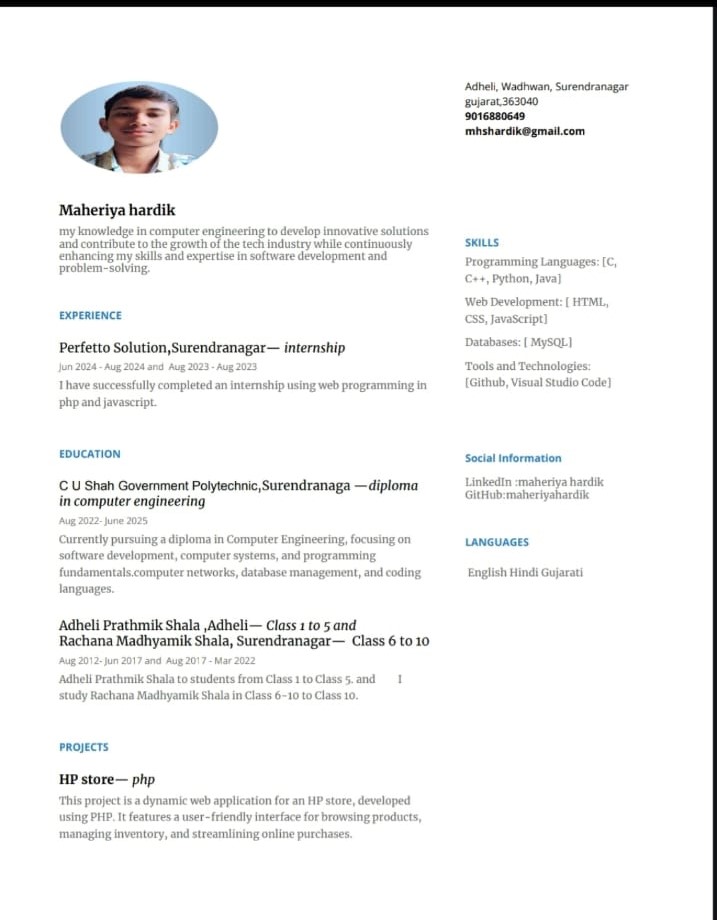 Adheli, Wadhwan, Surendranagar
gujarat,363040
9016880649
mhshardik@gmail.com
Maheriya hardik
my knowledge in computer engineering to develop innovative solutions
and contribute to the growth of the tech industry while continuously
enhancing my skills and expertise in software development and
problem-solving.
EXPERIENCE
Perfetto Solution,Surendranagar— internship
Jun 2024 - Aug 2024 and Aug 2023 - Aug 2023
I have successfully completed an internship using web programming in
php and javascript.
EDUCATION
C U Shah Government Polytechnic,Surendranaga —diploma
in computer engineering
Aug 2022- June 2025
Currently pursuing a diploma in Computer Engineering, focusing on
software development, computer systems, and programming
fundamentals.computer networks, database management, and coding
languages.
Adheli Prathmik Shala ,Adheli— Class 1 to 5 and
Rachana Madhyamik Shala, Surendranagar— Class 6 to 10
Aug 2012- Jun 2017 and Aug 2017 - Mar 2022
Adheli Prathmik Shala to students from Class 1 to Class 5. and I
study Rachana Madhyamik Shala in Class 6-10 to Class 10.
PROJECTS
HP store— php
This project is a dynamic web application for an HP store, developed
using PHP. It features a user-friendly interface for browsing products,
managing inventory, and streamlining online purchases.
SKILLS
Programming Languages: [C,
C++, Python, Java]
Web Development: [ HTML,
CSS, JavaScript]
Databases: [ MySQL]
Tools and Technologies:
[Github, Visual Studio Code]
Social Information
LinkedIn :maheriya hardik
GitHub:maheriyahardik
LANGUAGES
English Hindi Gujarati